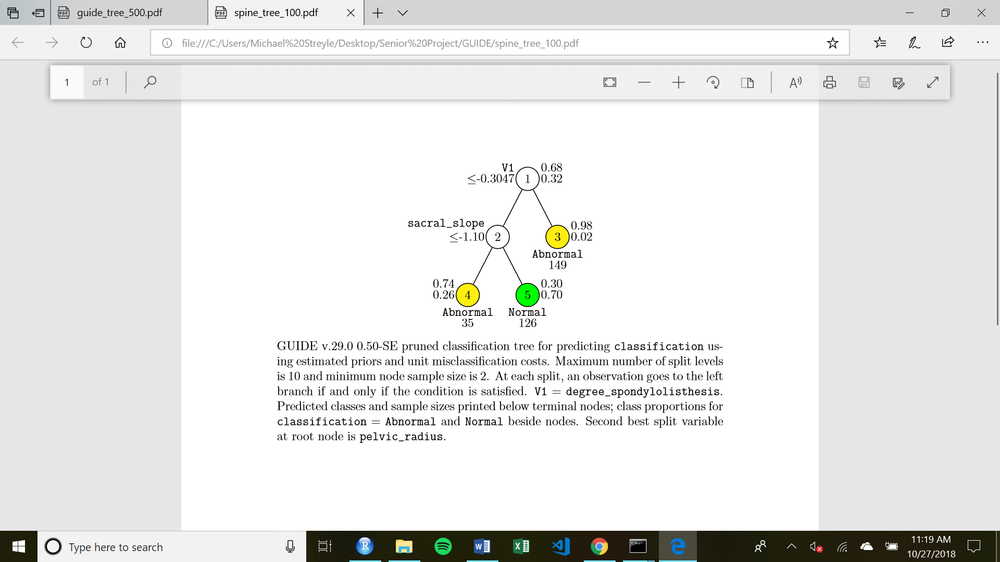 guide_tree_500.pdf
spine_tree_100.pdf
file:///C:/Users/Michael%20Streyle/Desktop/Senior%20Project/GUIDE/spine_tree_100.pdf
1 of 1
V1 0.68
≤-0.3047 1 0.32
sacral_slope 0.98
≤-1.10 2 3 0.02
Abnormal
149
0.74 0.30
0.26 4 5 0.70
Abnormal Normal
35 126
GUIDE v.29.0 0.50-SE pruned classification tree for predicting classification us-
ing estimated priors and unit misclassification costs. Maximum number of split levels
is 10 and minimum node sample size is 2. At each split, an observation goes to the left
branch if and only if the condition is satisfied. V1 = degree_spondylolisthesis.
Predicted classes and sample sizes printed below terminal nodes; class proportions for
classification = Abnormal and Normal beside nodes. Second best split variable
at root node is pelvic_radius.
Type here to search
11:19 AM
10/27/2018